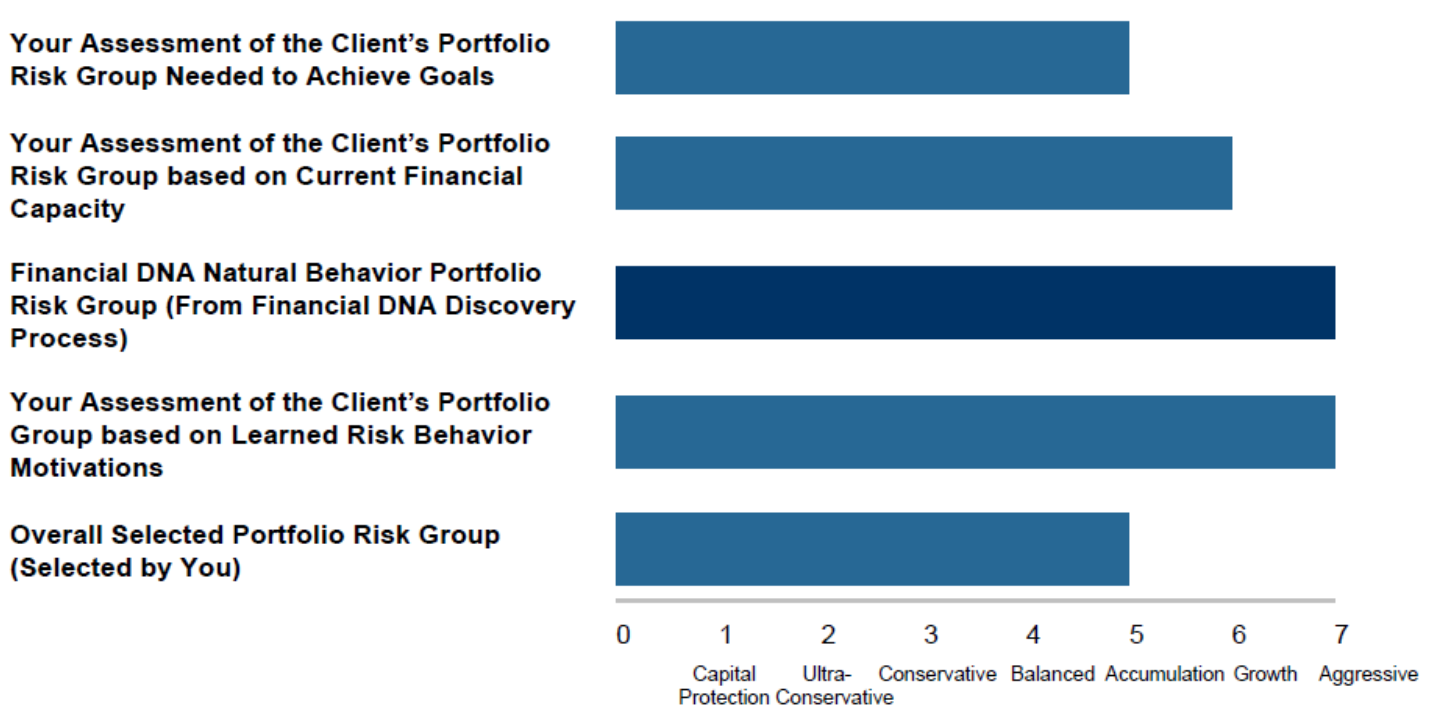 Your Assessment of the Client's Portfolio
Risk Group Needed to Achieve Goals
Your Assessment of the Client's Portfolio
Risk Group based on Current Financial
Capacity
Financial DNA Natural Behavior Portfolio
Risk Group (From Financial DNA Discovery
Process)
Your Assessment of the Client's Portfolio
Group based on Learned Risk Behavior
Motivations
Overall Selected Portfolio Risk Group
(Selected by You)
0 1 2 3 4 5 6 7
Capital Ultra- Conservative Balanced Accumulation Growth Aggressive
Protection Conservative